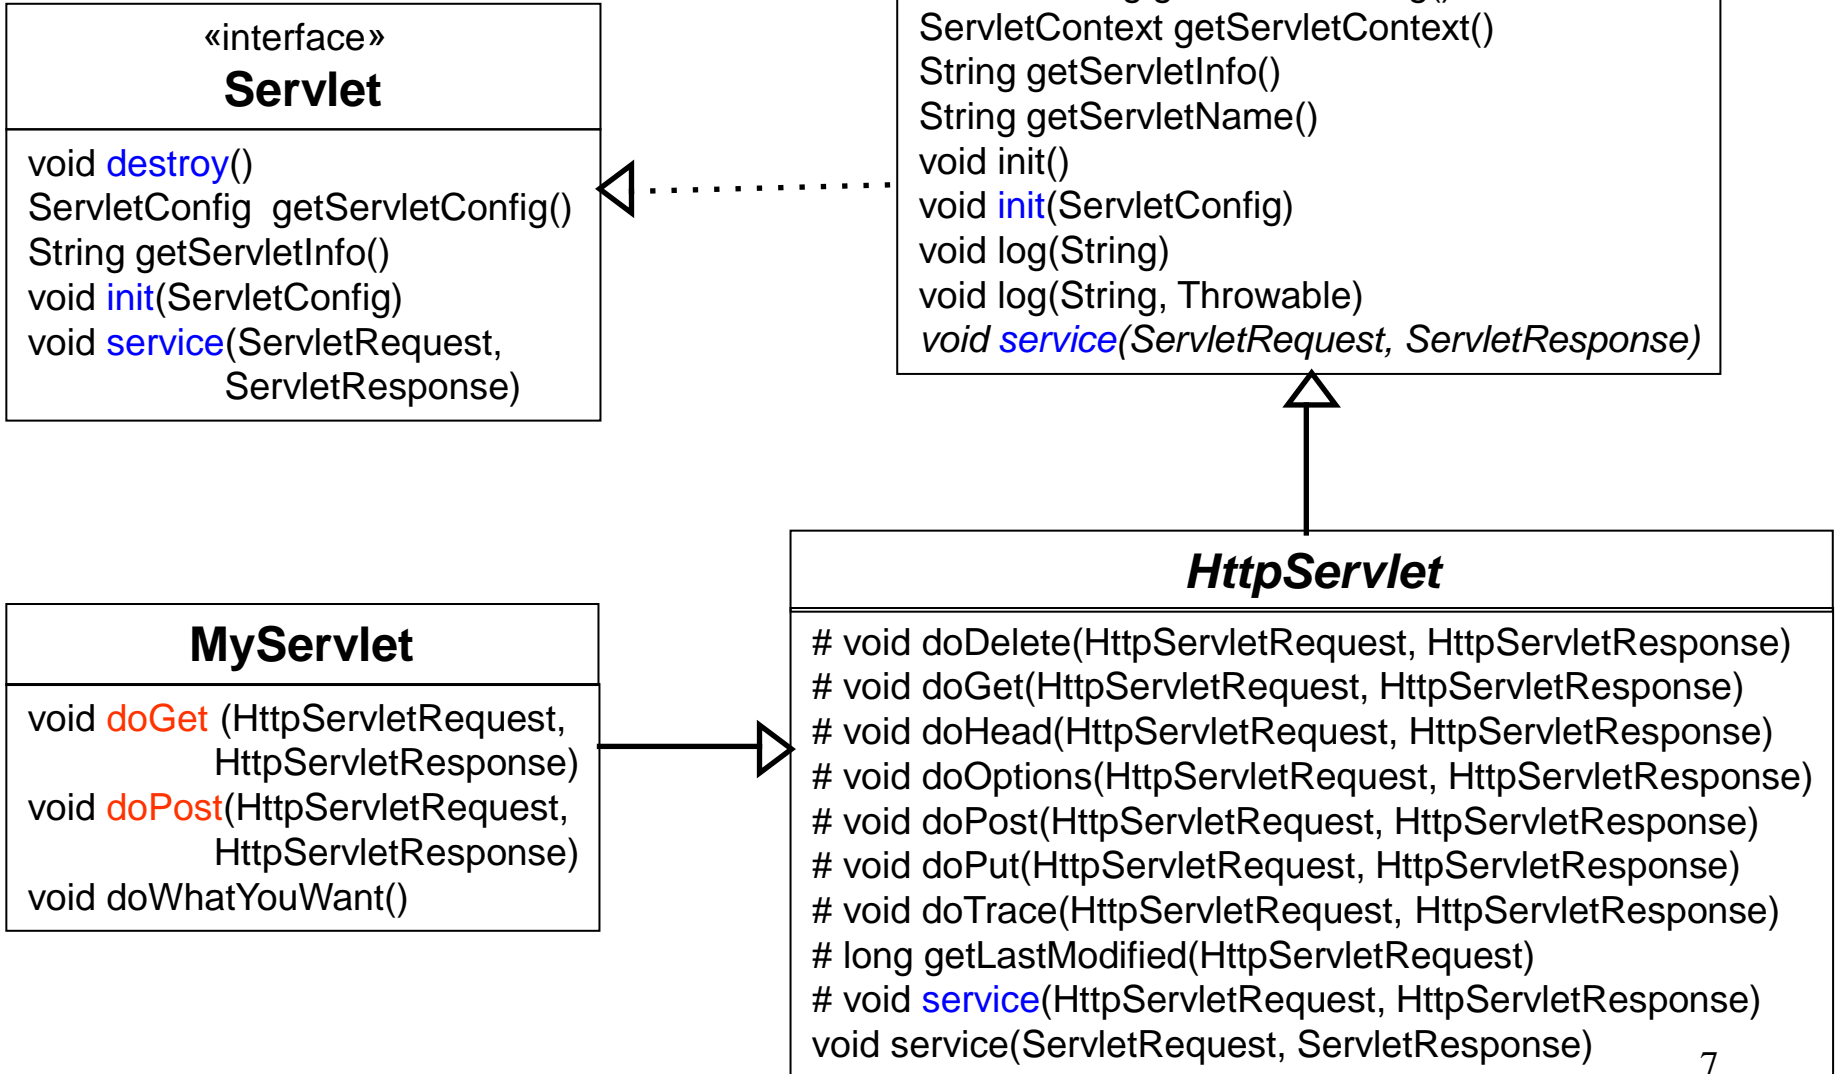 «interface»
Servlet
void destroy()
ServletConfig getServletConfig()
String getServletInfo()
void init(ServletConfig)
void service(ServletRequest,
ServletResponse)
ServletContext getServletContext()
String getServletInfo()
String getServletName()
void init()
void init(ServletConfig)
void log(String)
void log(String, Throwable)
void service(ServletRequest, ServletResponse)
MyServlet
void doGet (HttpServletRequest,
HttpServletResponse)
void doPost(HttpServletRequest,
HttpServletResponse)
void doWhatYouWant()
HttpServlet
# void doDelete(HttpServletRequest, HttpServletResponse)
# void doGet(HttpServletRequest, HttpServletResponse)
# void doHead(HttpServletRequest, HttpServletResponse)
# void doOptions(HttpServletRequest, HttpServletResponse)
# void doPost(HttpServletRequest, HttpServletResponse)
# void doPut(HttpServletRequest, HttpServletResponse)
# void doTrace(HttpServletRequest, HttpServletResponse)
# long getLastModified(HttpServletRequest)
# void service(HttpServletRequest, HttpServletResponse)
void service(ServletRequest, ServletResponse)
7